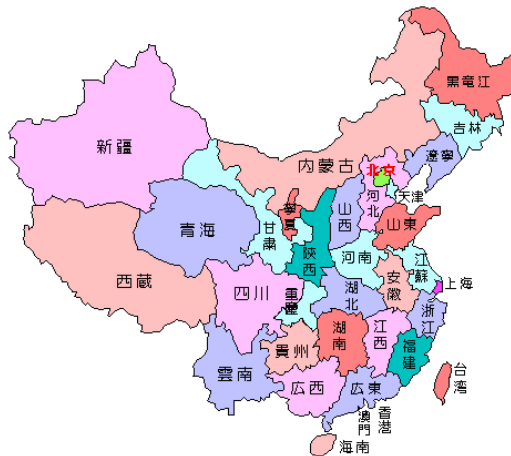 黒竜江
吉林
遼寧
新疆
内蒙古
北京
天津
河北
山西
山東
寧夏
青海
甘粛
陝西
河南
江蘇
西蔵
四川
重慶
湖北
安徽
上海
浙江
湖南
江西
貴州
福建
雲南
広西
広東
台湾
香港
澳門
海南